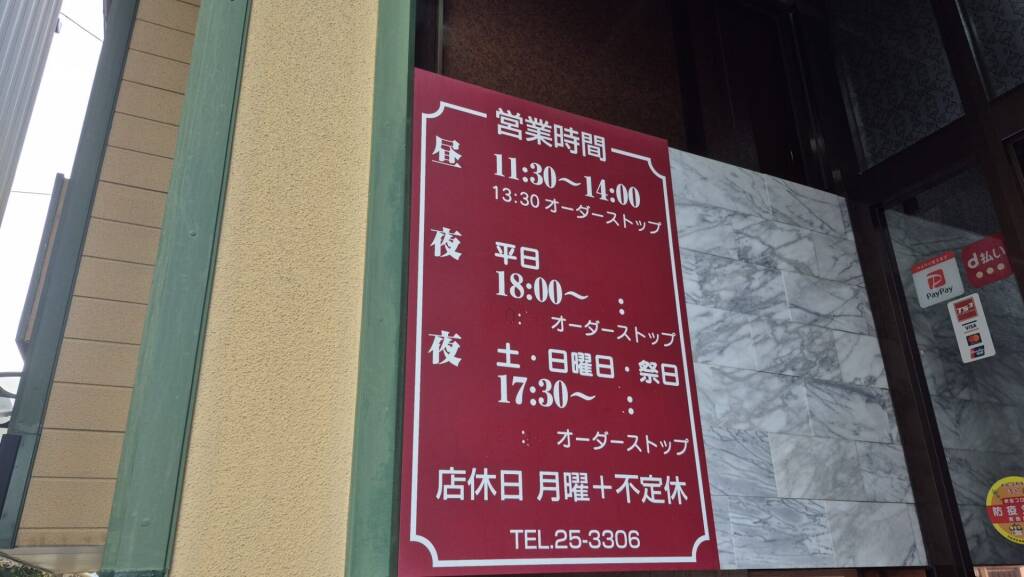 営業時間
昼
11:30〜14:00
13:30 オーダーストップ
夜
平日
18:00〜 :
: オーダーストップ
夜
土・日曜日・祭日
17:30〜 :
: オーダーストップ
店休日 月曜＋不定休
TEL.25-3306
d払い
PayPay
VISA
防疫